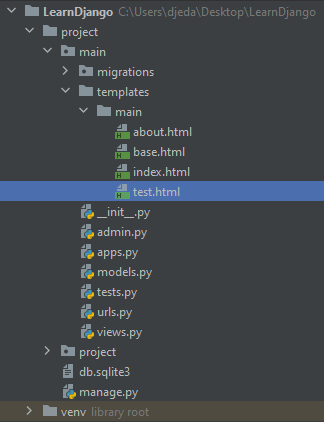 LearnDjango C:\Users\djeda\Desktop\LearnDjango
project
main
migrations
templates
main
about.html
base.html
index.html
test.html
__init__.py
admin.py
apps.py
models.py
tests.py
urls.py
views.py
project
db.sqlite3
manage.py
venv library root